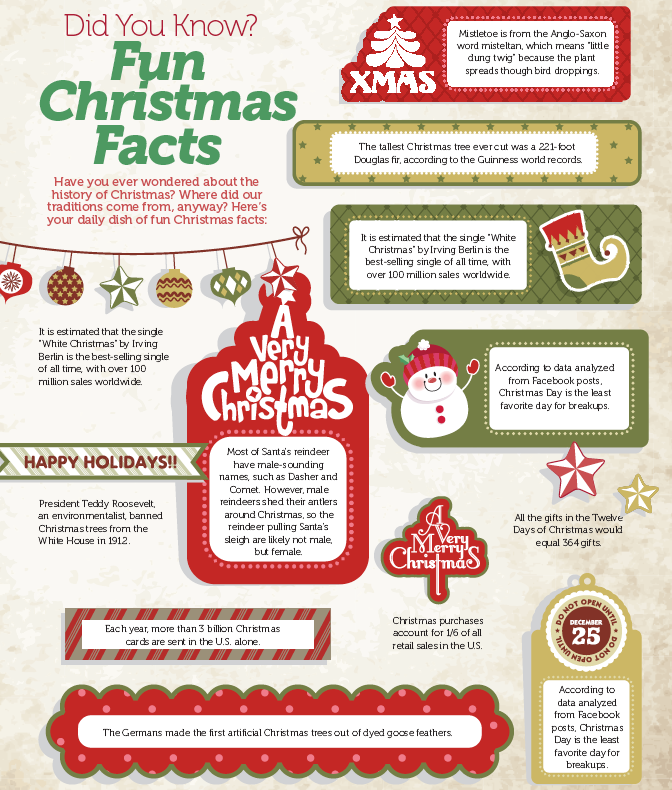 Did You Know?
Fun
Christmas
Facts
Have you ever wondered about the
history of Christmas? Where did our
traditions come from, anyway? Here's
your daily dish of fun Christmas facts:
XMAS
Mistletoe is from the Anglo-Saxon
word misteltan, which means "little
dung twig" because the plant
spreads though bird droppings.
The tallest Christmas tree ever cut was a 221-foot
Douglas fir, according to the Guinness world records.
It is estimated that the single "White
Christmas" by Irving Berlin is the
best-selling single of all time, with
over 100 million sales worldwide.
It is estimated that the single
"White Christmas" by Irving
Berlin is the best-selling single
of all time, with over 100
million sales worldwide.
A
Very
Merry
Christmas
According to data analyzed
from Facebook posts,
Christmas Day is the least
favorite day for breakups.
HAPPY HOLIDAYS!!
Most of Santa's reindeer
have male-sounding
names, such as Dasher and
Comet. However, male
reindeers shed their antlers
around Christmas, so the
reindeer pulling Santa's
sleigh are likely not male,
but female.
President Teddy Roosevelt,
an environmentalist, banned
Christmas trees from the
White House in 1912.
A
Very
Merry
Christmas
All the gifts in the Twelve
Days of Christmas would
equal 364 gifts.
Each year, more than 3 billion Christmas
cards are sent in the U.S. alone.
Christmas purchases
account for 1/6 of all
retail sales in the U.S.
DO NOT OPEN UNTIL
DECEMBER
25
DO NOT OPEN UNTIL
According to
data analyzed
from Facebook
posts, Christmas
Day is the least
favorite day for
breakups.
The Germans made the first artificial Christmas trees out of dyed goose feathers.